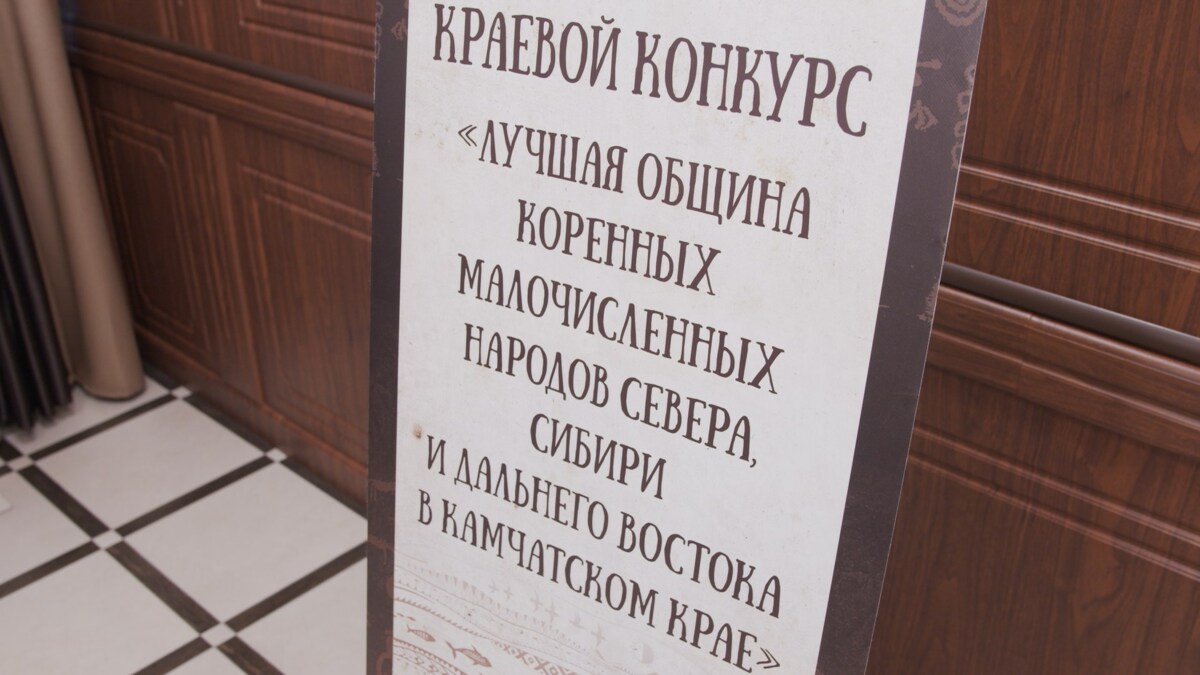 КРАЕВОЙ КОНКУРС
«ЛУЧШАЯ ОБЩИНА
КОРЕННЫХ
МАЛОЧИСЛЕННЫХ
НАРОДОВ СЕВЕРА,
СИБИРИ
И ДАЛЬНЕГО ВОСТОКА
В КАМЧАТСКОМ КРАЕ»